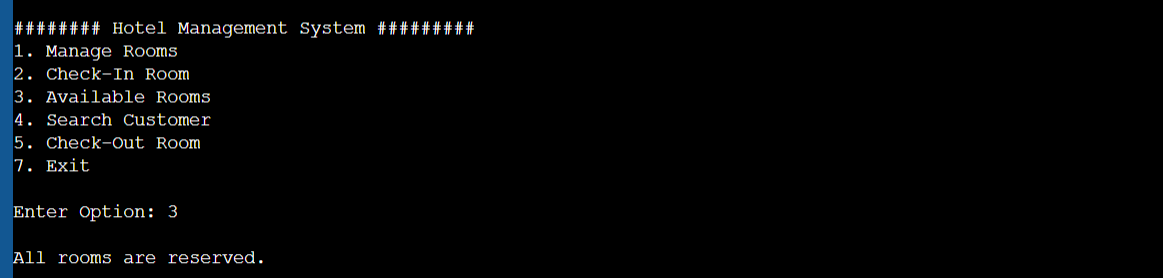 ######## Hotel Management System #########
1. Manage Rooms
2. Check-In Room
3. Available Rooms
4. Search Customer
5. Check-Out Room
7. Exit
Enter Option: 3
All rooms are reserved.